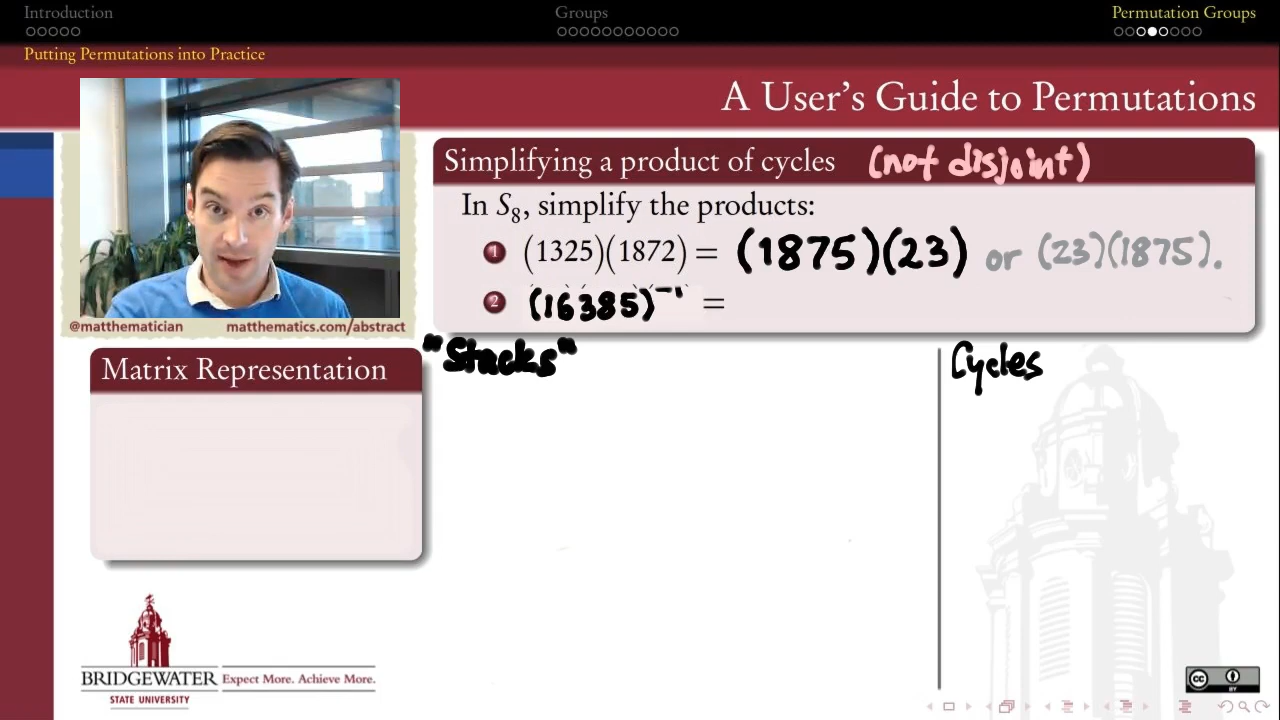 Introduction
Groups
Permutation Groups
Putting Permutations into Practice
A User's Guide to Permutations
Simplifying a product of cycles (not disjoint)
In S₈, simplify the products:
1 (1325)(1872) = (1875)(23) or (23)(1875).
2 (16385)⁻¹ =
@matthematician matthematics.com/abstract
Matrix Representation
"Stacks"
Cycles
BRIDGEWATER
STATE UNIVERSITY
Expect More. Achieve More.
CC BY